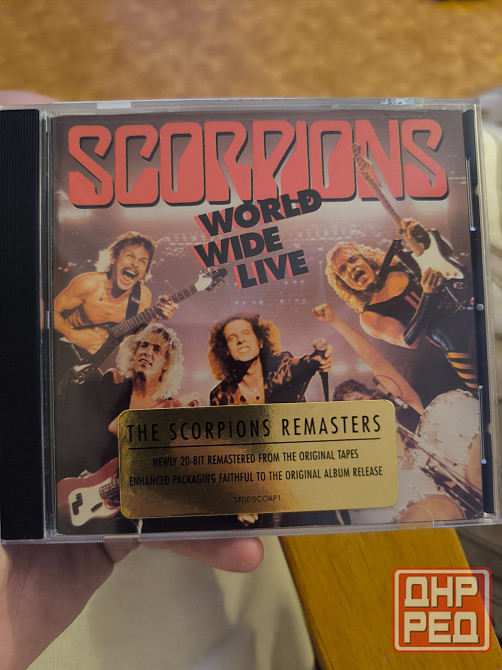 SCORPIONS
WORLD
WIDE
LIVE
THE SCORPIONS REMASTERS
NEWLY 20-BIT REMASTERED FROM THE ORIGINAL TAPES
ENHANCED PACKAGING FAITHFUL TO THE ORIGINAL ALBUM RELEASE
SPDDSCORP1
ДНР
РЕД